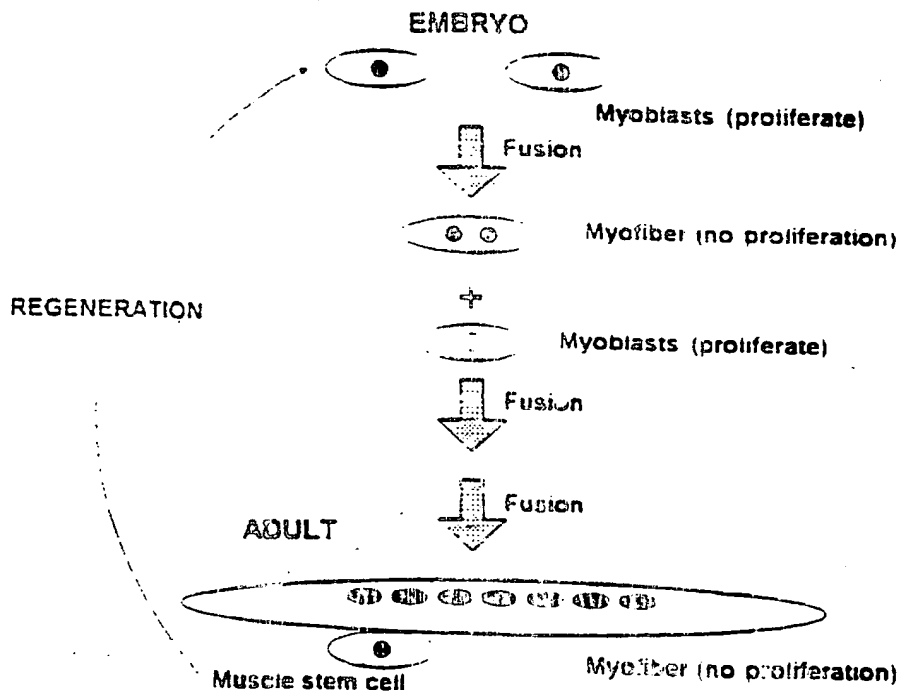 EMBRYO
Myoblasts (proliferate)
Fusion
Myofiber (no proliferation)
+
REGENERATION
Myoblasts (proliferate)
Fusion
Fusion
ADULT
Muscle stem cell
Myofiber (no proliferation)